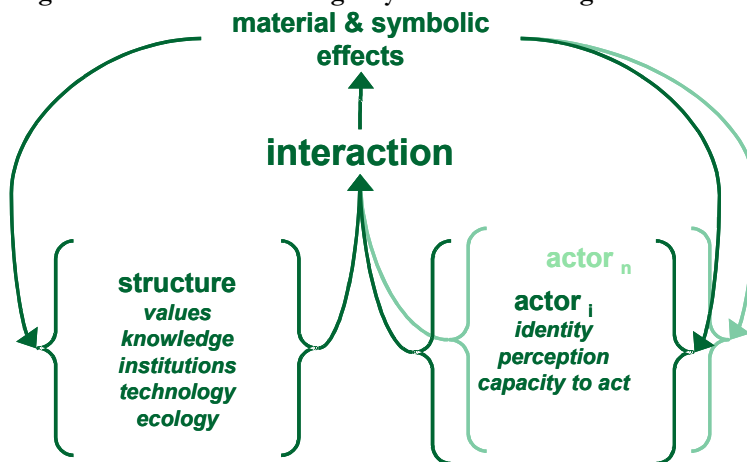 material & symbolic
effects
interaction
actor n
structure
values
knowledge
institutions
technology
ecology
actor i
identity
perception
capacity to act